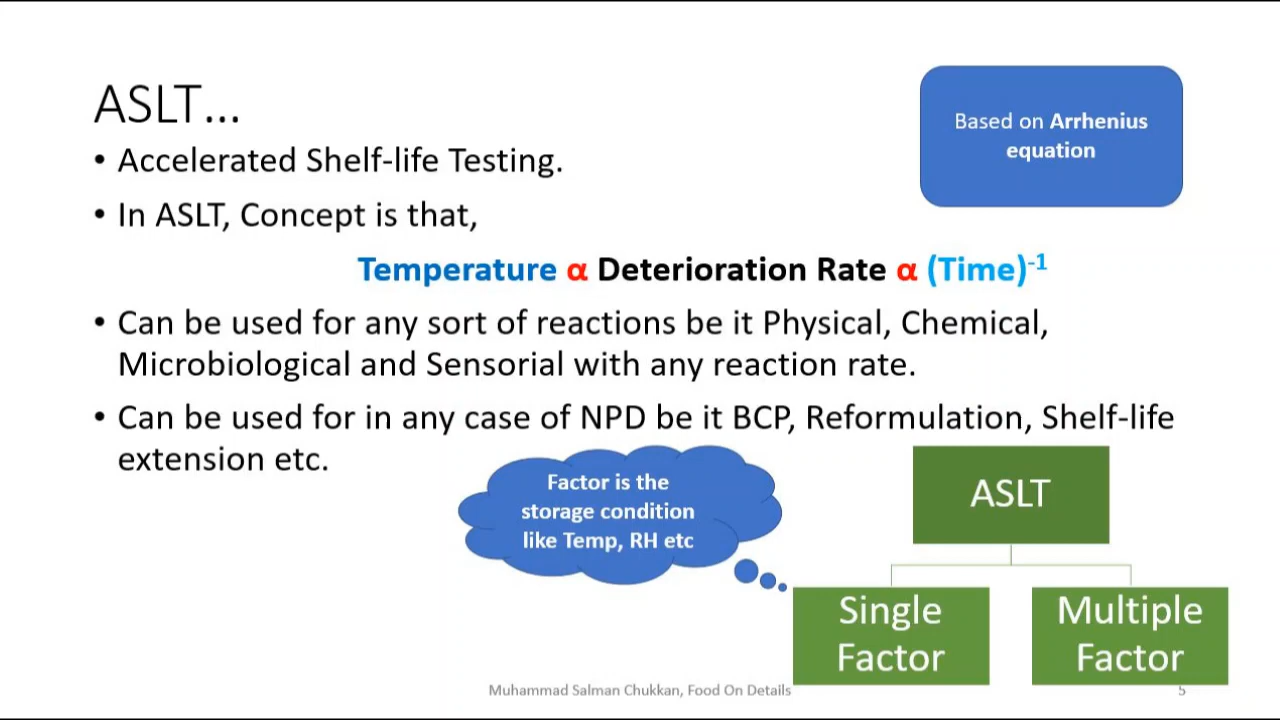 ASLT...
Based on Arrhenius
equation
• Accelerated Shelf-life Testing.
• In ASLT, Concept is that,
Temperature α Deterioration Rate α (Time)⁻¹
• Can be used for any sort of reactions be it Physical, Chemical,
Microbiological and Sensorial with any reaction rate.
• Can be used for in any case of NPD be it BCP, Reformulation, Shelf-life
extension etc.
Factor is the
storage condition
like Temp, RH etc
ASLT
Single
Factor
Multiple
Factor
Muhammad Salman Chukkan, Food On Details
5